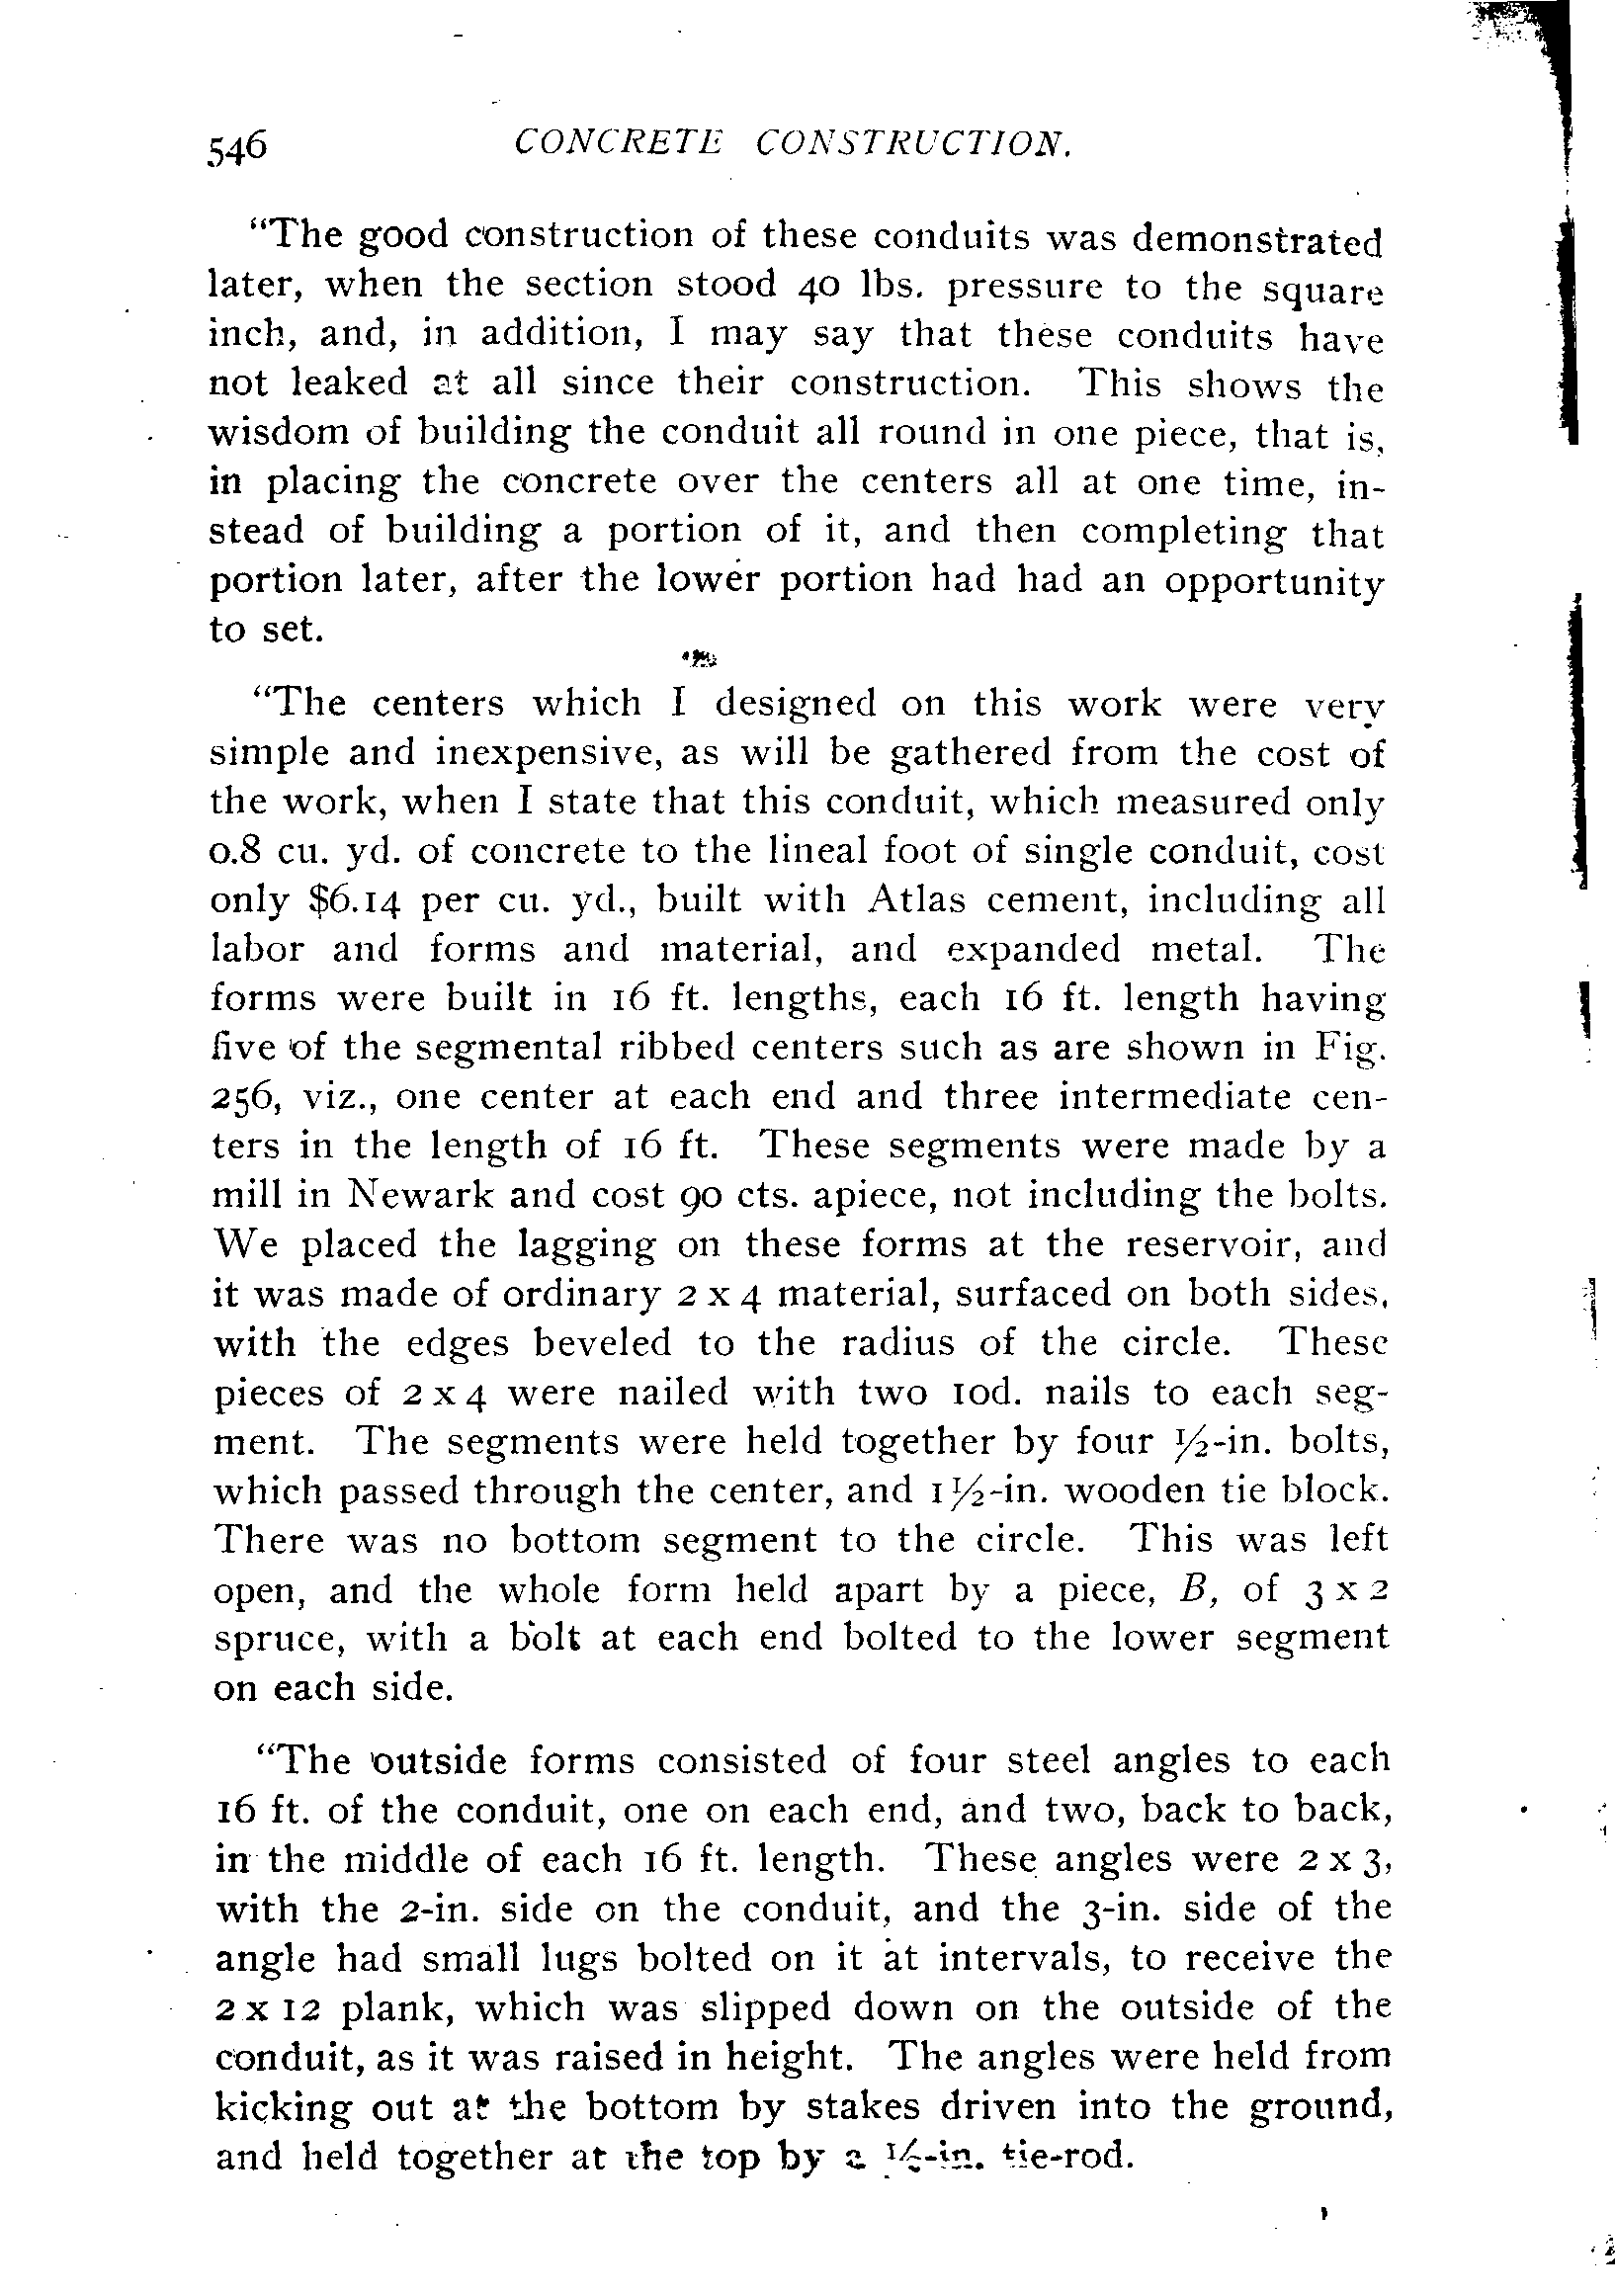 546 CONCRETE CONSTRUCTION.
"The good construction of these conduits was demonstrated
later, when the section stood 40 lbs. pressure to the square
inch, and, in addition, I may say that these conduits have
not leaked at all since their construction. This shows the
wisdom of building the conduit all round in one piece, that is,
in placing the concrete over the centers all at one time, in-
stead of building a portion of it, and then completing that
portion later, after the lower portion had had an opportunity
to set.
"The centers which I designed on this work were very
simple and inexpensive, as will be gathered from the cost of
the work, when I state that this conduit, which measured only
0.8 cu. yd. of concrete to the lineal foot of single conduit, cost
only $6.14 per cu. yd., built with Atlas cement, including all
labor and forms and material, and expanded metal. The
forms were built in 16 ft. lengths, each 16 ft. length having
five of the segmental ribbed centers such as are shown in Fig.
256, viz., one center at each end and three intermediate cen-
ters in the length of 16 ft. These segments were made by a
mill in Newark and cost 90 cts. apiece, not including the bolts.
We placed the lagging on these forms at the reservoir, and
it was made of ordinary 2 x 4 material, surfaced on both sides,
with the edges beveled to the radius of the circle. These
pieces of 2 x 4 were nailed with two 10d. nails to each seg-
ment. The segments were held together by four ½-in. bolts,
which passed through the center, and 1½-in. wooden tie block.
There was no bottom segment to the circle. This was left
open, and the whole form held apart by a piece, B, of 3 x 2
spruce, with a bolt at each end bolted to the lower segment
on each side.
"The outside forms consisted of four steel angles to each
16 ft. of the conduit, one on each end, and two, back to back,
in the middle of each 16 ft. length. These angles were 2 x 3,
with the 2-in. side on the conduit, and the 3-in. side of the
angle had small lugs bolted on it at intervals, to receive the
2 x 12 plank, which was slipped down on the outside of the
conduit, as it was raised in height. The angles were held from
kicking out at the bottom by stakes driven into the ground,
and held together at the top by a ½-in. tie-rod.